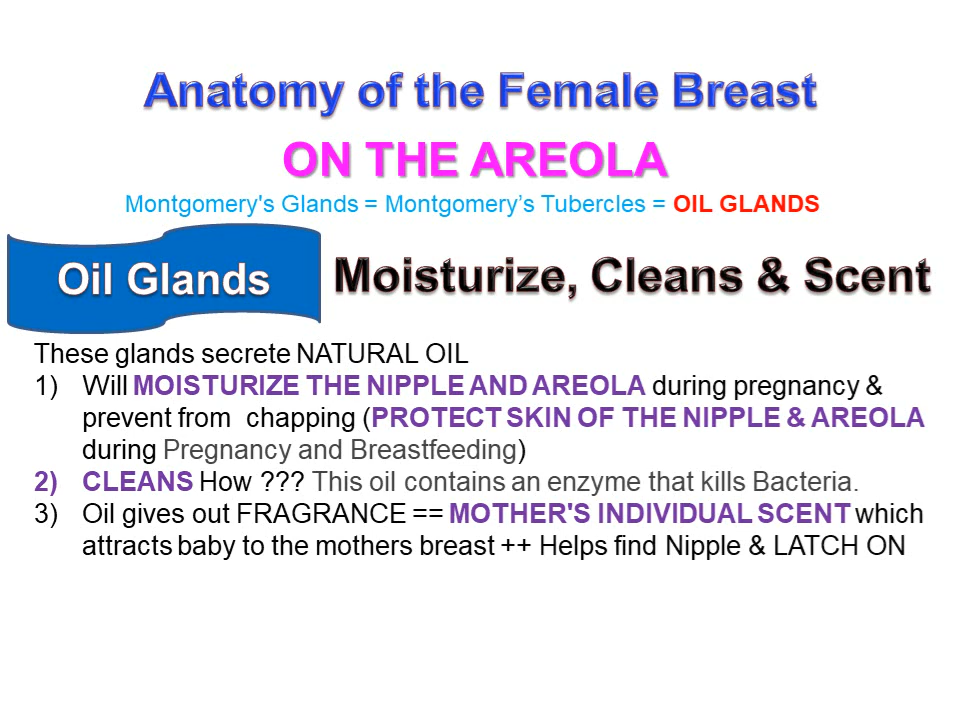 Anatomy of the Female Breast
ON THE AREOLA
Montgomery's Glands = Montgomery’s Tubercles = OIL GLANDS
Oil Glands
Moisturize, Cleans & Scent
These glands secrete NATURAL OIL
1) Will MOISTURIZE THE NIPPLE AND AREOLA during pregnancy &
prevent from  chapping (PROTECT SKIN OF THE NIPPLE & AREOLA
during Pregnancy and Breastfeeding)
2) CLEANS How ??? This oil contains an enzyme that kills Bacteria.
3) Oil gives out FRAGRANCE == MOTHER'S INDIVIDUAL SCENT which
attracts baby to the mothers breast ++ Helps find Nipple & LATCH ON